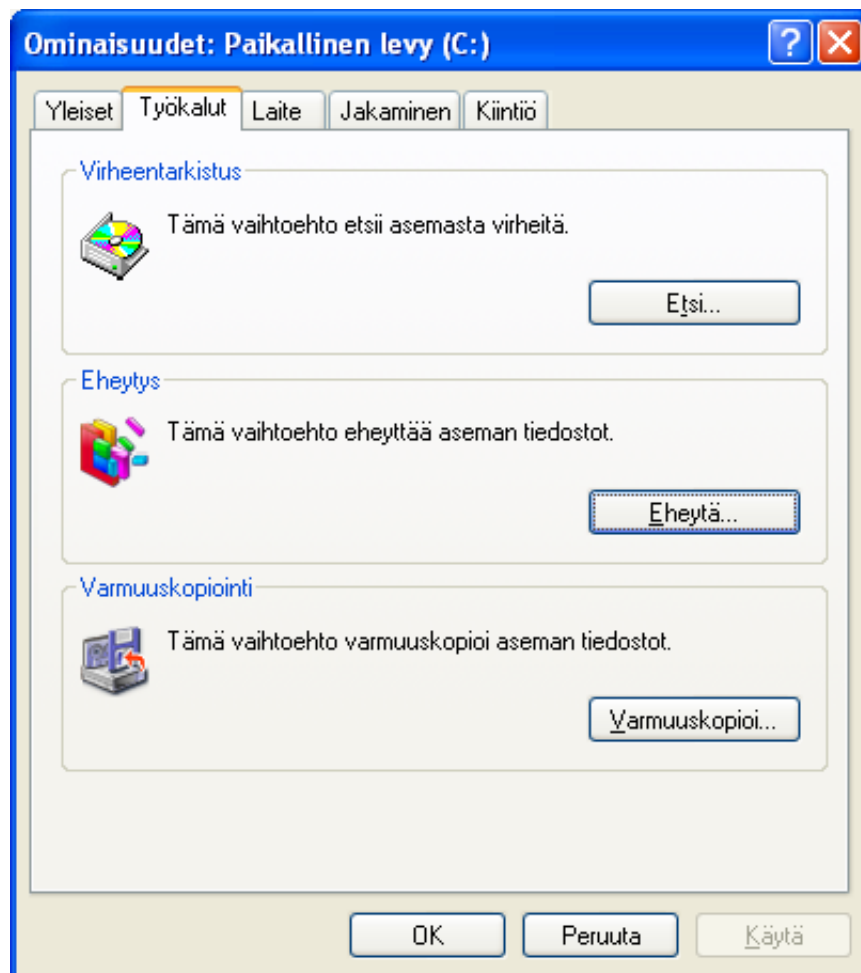 Ominaisuudet: Paikallinen levy (C:)
Yleiset Työkalut Laite Jakaminen Kiintiö
Virheentarkistus
Tämä vaihtoehto etsii asemasta virheitä.
Etsi...
Eheytys
Tämä vaihtoehto eheyttää aseman tiedostot.
Eheytä...
Varmuuskopiointi
Tämä vaihtoehto varmuuskopioi aseman tiedostot.
Varmuuskopioi...
OK Peruuta Käytä